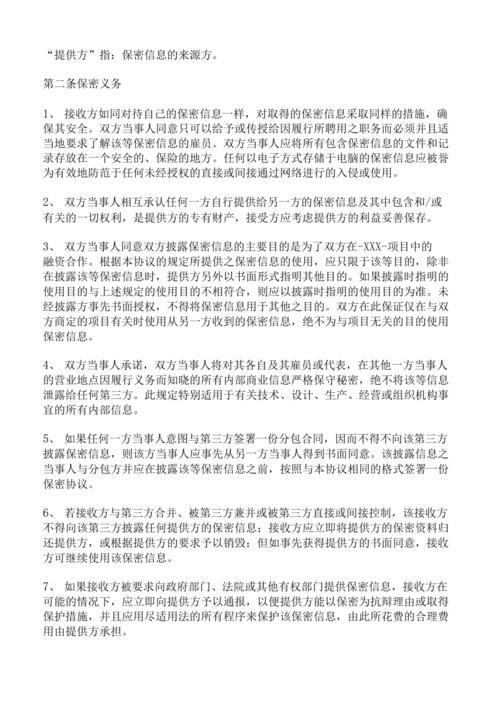 “提供方”指：保密信息的来源方。
第二条保密义务
1、 接收方如同对待自己的保密信息一样，对取得的保密信息采取同样的措施，确
保其安全。双方当事人同意只可以给予或传授给因履行所聘用之职务而必须并且适
当地要求了解该等保密信息的雇员。双方当事人应将所有包含保密信息的文件和记
录存放在一个安全的、保险的地方。任何以电子方式存储于电脑的保密信息应被誉
为有效地防范于任何未经授权的直接或间接通过网络进行的入侵或使用。
2、 双方当事人相互承认任何一方自行提供给另一方的保密信息及其中包含和/或
有关的一切权利，是提供方的专有财产，接受方应考虑提供方的利益妥善保存。
3、 双方当事人同意双方披露保密信息的主要目的是为了双方在-XXX-项目中的
融资合作。根据本协议的规定所提供之保密信息的使用，应只限于该等目的，除非
在披露该等保密信息时，提供方另外以书面形式指明其他目的。如果披露时指明的
使用目的与上述规定的使用目的不相符合，则应以披露时指明的使用目的为准。未
经披露方事先书面授权，不得将保密信息用于其他之目的。双方在此保证仅在与双
方商定的项目有关时使用从另一方收到的保密信息，绝不为与项目无关的目的使用
保密信息。
4、 双方当事人承诺，双方当事人将对其各自及其雇员或代表，在其他一方当事人
的营业地点因履行义务而知晓的所有内部商业信息严格保守秘密，绝不将该等信息
泄露给任何第三方。此规定特别适用于有关技术、设计、生产、经营或组织机构事
宜的所有内部信息。
5、 如果任何一方当事人意图与第三方签署一份分包合同，因而不得不向该第三方
披露保密信息，则该方当事人应事先从另一方当事人得到书面同意。该披露信息之
当事人与分包方并应在披露该等保密信息之前，按照与本协议相同的格式签署一份
保密协议。
6、 若接收方与第三方合并、被第三方兼并或被第三方直接或间接控制，该接收方
不得向该第三方披露任何提供方的保密信息；接收方应立即将提供方的保密资料归
还提供方，或根据提供方的要求予以销毁；但如事先获得提供方的书面同意，接收
方可继续使用该保密信息。
7、 如果接收方被要求向政府部门、法院或其他有权部门提供保密信息，接收方在
可能的情况下，应立即向提供方予以通报，以便提供方能以保密为抗辩理由或取得
保护措施，并且应用尽适用法的所有程序来保护该保密信息，由此所花费的合理费
用由提供方承担。